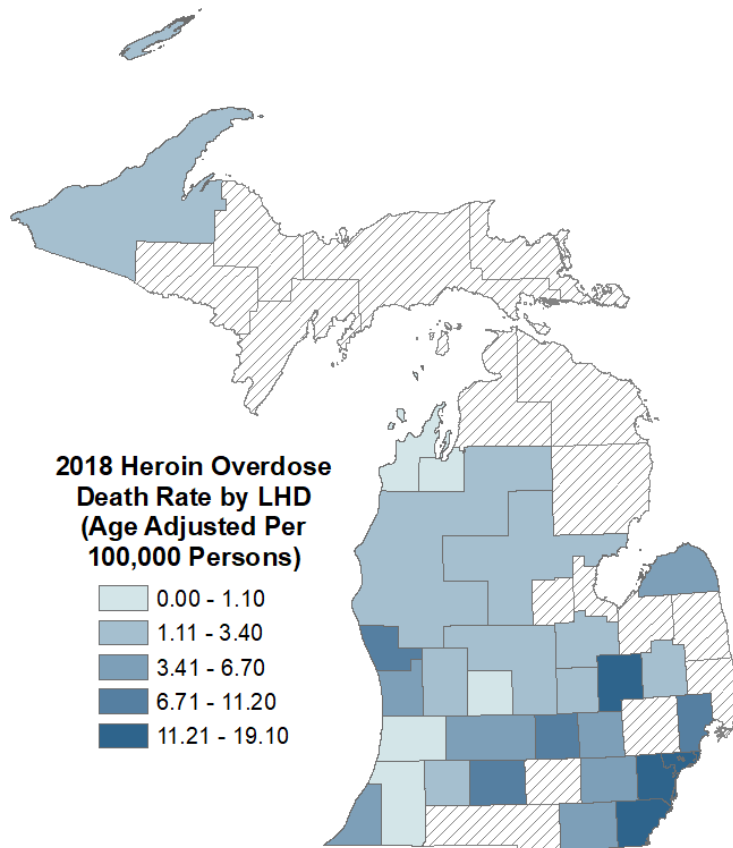 2018 Heroin Overdose
Death Rate by LHD
(Age Adjusted Per
100,000 Persons)
0.00 - 1.10
1.11 - 3.40
3.41 - 6.70
6.71 - 11.20
11.21 - 19.10